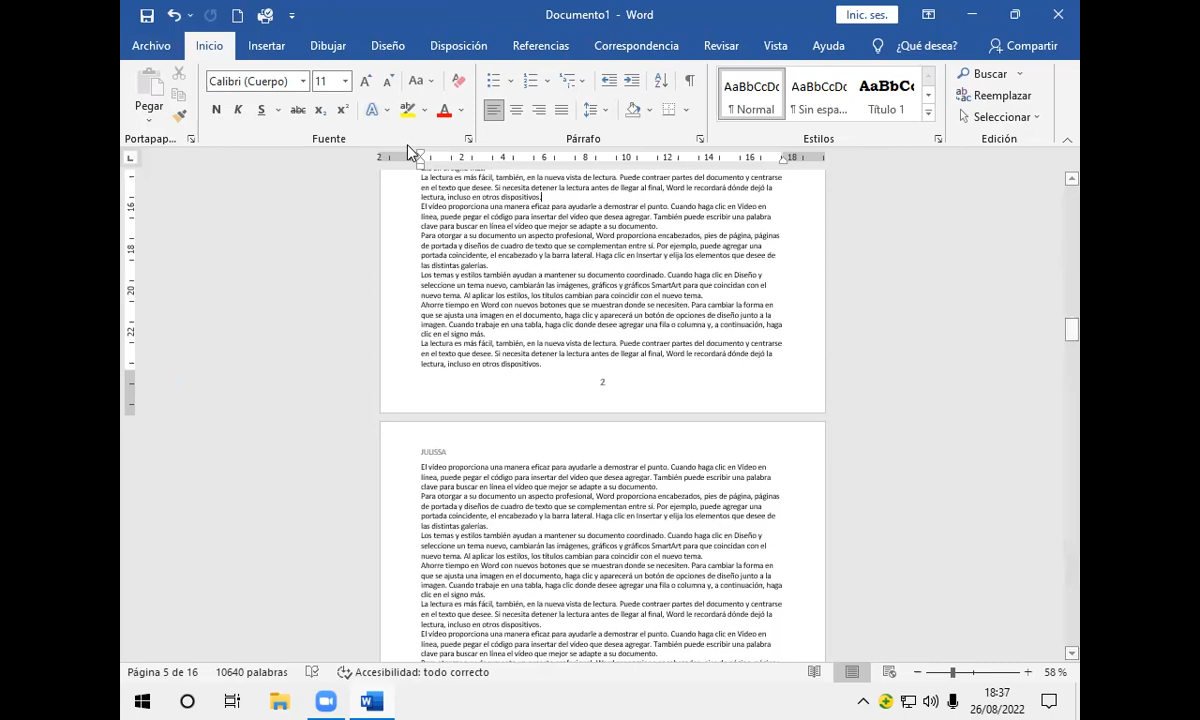 Documento1 - Word
Inic. ses.
Archivo Inicio Insertar Dibujar Diseño Disposición Referencias Correspondencia Revisar Vista Ayuda ¿Qué desea? Compartir
Pegar
Calibri (Cuerpo) 11
Aa
N K S abc x₂ x² A A
Portapap... Fuente Párrafo Estilos Edición
AaBbCcDc AaBbCcDc AaBbCc
¶ Normal ¶ Sin espa... Título 1
Buscar
Reemplazar
Seleccionar
2 2 4 6 8 10 12 14 16 18
16 18 20 22
La lectura es más fácil, también, en la nueva vista de lectura. Puede contraer partes del documento y centrarse
en el texto que desee. Si necesita detener la lectura antes de llegar al final, Word le recordará dónde dejó la
lectura, incluso en otros dispositivos.
El vídeo proporciona una manera eficaz para ayudarle a demostrar el punto. Cuando haga clic en Vídeo en
línea, puede pegar el código para insertar del vídeo que desea agregar. También puede escribir una palabra
clave para buscar en línea el vídeo que mejor se adapte a su documento.
Para otorgar a su documento un aspecto profesional, Word proporciona encabezados, pies de página, páginas
de portada y diseños de cuadro de texto que se complementan entre sí. Por ejemplo, puede agregar una
portada coincidente, el encabezado y la barra lateral. Haga clic en Insertar y elija los elementos que desee de
las distintas galerías.
Los temas y estilos también ayudan a mantener su documento coordinado. Cuando haga clic en Diseño y
seleccione un tema nuevo, cambiarán las imágenes, gráficos y gráficos SmartArt para que coincidan con el
nuevo tema. Al aplicar los estilos, los títulos cambian para coincidir con el nuevo tema.
Ahorre tiempo en Word con nuevos botones que se muestran donde se necesiten. Para cambiar la forma en
que se ajusta una imagen en el documento, haga clic y aparecerá un botón de opciones de diseño junto a la
imagen. Cuando trabaje en una tabla, haga clic donde desee agregar una fila o columna y, a continuación, haga
clic en el signo más.
La lectura es más fácil, también, en la nueva vista de lectura. Puede contraer partes del documento y centrarse
en el texto que desee. Si necesita detener la lectura antes de llegar al final, Word le recordará dónde dejó la
lectura, incluso en otros dispositivos.
2
JULISSA
El vídeo proporciona una manera eficaz para ayudarle a demostrar el punto. Cuando haga clic en Vídeo en
línea, puede pegar el código para insertar del vídeo que desea agregar. También puede escribir una palabra
clave para buscar en línea el vídeo que mejor se adapte a su documento.
Para otorgar a su documento un aspecto profesional, Word proporciona encabezados, pies de página, páginas
de portada y diseños de cuadro de texto que se complementan entre sí. Por ejemplo, puede agregar una
portada coincidente, el encabezado y la barra lateral. Haga clic en Insertar y elija los elementos que desee de
las distintas galerías.
Los temas y estilos también ayudan a mantener su documento coordinado. Cuando haga clic en Diseño y
seleccione un tema nuevo, cambiarán las imágenes, gráficos y gráficos SmartArt para que coincidan con el
nuevo tema. Al aplicar los estilos, los títulos cambian para coincidir con el nuevo tema.
Ahorre tiempo en Word con nuevos botones que se muestran donde se necesiten. Para cambiar la forma en
que se ajusta una imagen en el documento, haga clic y aparecerá un botón de opciones de diseño junto a la
imagen. Cuando trabaje en una tabla, haga clic donde desee agregar una fila o columna y, a continuación, haga
clic en el signo más.
La lectura es más fácil, también, en la nueva vista de lectura. Puede contraer partes del documento y centrarse
en el texto que desee. Si necesita detener la lectura antes de llegar al final, Word le recordará dónde dejó la
lectura, incluso en otros dispositivos.
El vídeo proporciona una manera eficaz para ayudarle a demostrar el punto. Cuando haga clic en Vídeo en
línea, puede pegar el código para insertar del vídeo que desea agregar. También puede escribir una palabra
clave para buscar en línea el vídeo que mejor se adapte a su documento.
Página 5 de 16 10640 palabras Accesibilidad: todo correcto 58 %
18:37
26/08/2022